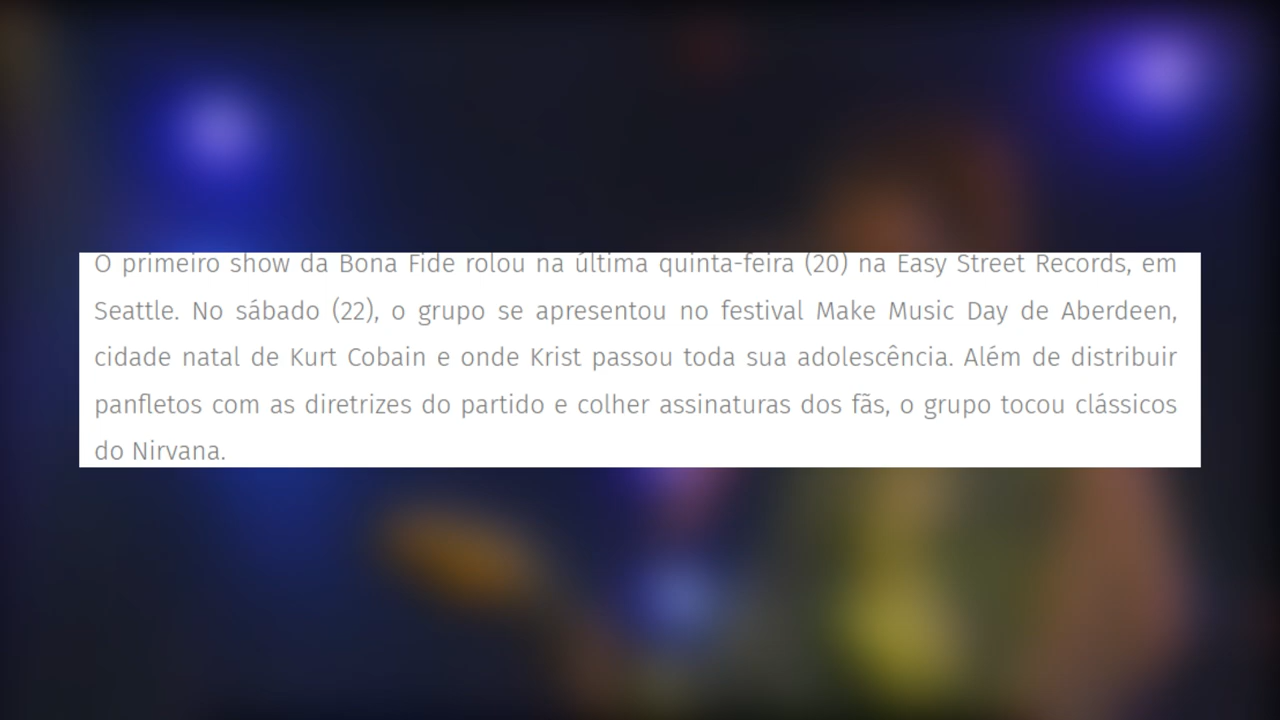 O primeiro show da Bona Fide rolou na última quinta-feira (20) na Easy Street Records, em
Seattle. No sábado (22), o grupo se apresentou no festival Make Music Day de Aberdeen,
cidade natal de Kurt Cobain e onde Krist passou toda sua adolescência. Além de distribuir
panfletos com as diretrizes do partido e colher assinaturas dos fãs, o grupo tocou clássicos
do Nirvana.